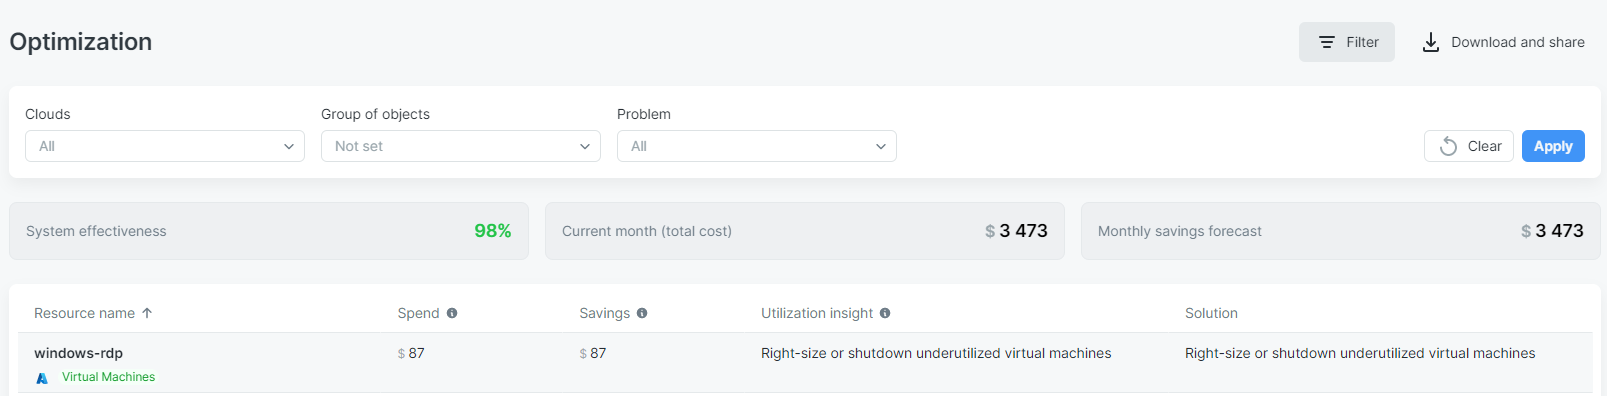 Optimization
Filter
Download and share
Clouds
Group of objects
Problem
All
Not set
All
Clear
Apply
System effectiveness
98%
Current month (total cost)
$ 3 473
Monthly savings forecast
$ 3 473
Resource name
Spend
Savings
Utilization insight
Solution
windows-rdp
$ 87
$ 87
Right-size or shutdown underutilized virtual machines
Right-size or shutdown underutilized virtual machines
Virtual Machines